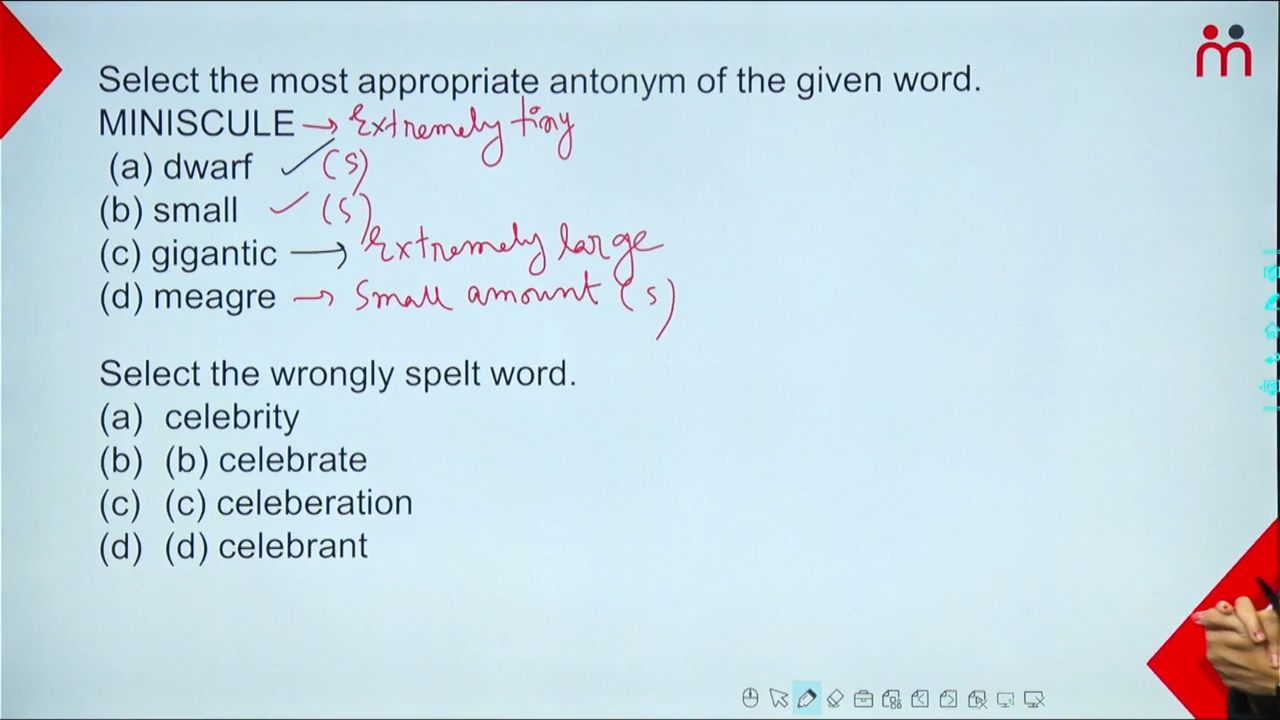 Select the most appropriate antonym of the given word.
MINISCULE → Extremely tiny
(a) dwarf ✓ (s)
(b) small ✓ (s)
(c) gigantic → Extremely large
(d) meagre → Small amount (s)
Select the wrongly spelt word.
(a) celebrity
(b) (b) celebrate
(c) (c) celeberation
(d) (d) celebrant